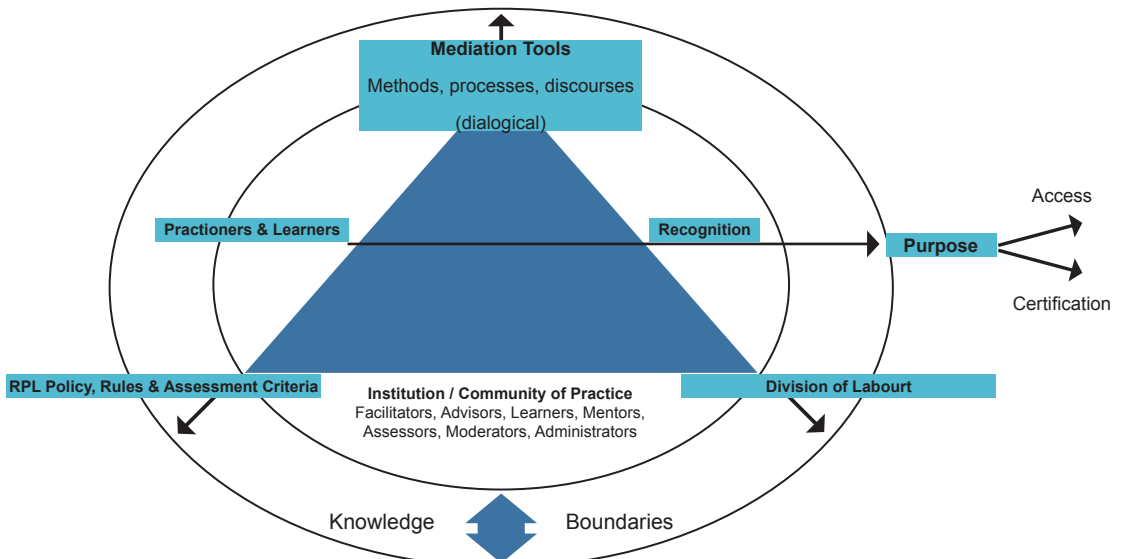 Mediation Tools
Methods, processes, discourses
(dialogical)
Practioners & Learners
Recognition
Purpose
Access
Certification
RPL Policy, Rules & Assessment Criteria
Institution / Community of Practice
Facilitators, Advisors, Learners, Mentors,
Assessors, Moderators, Administrators
Division of Labourt
Knowledge
Boundaries